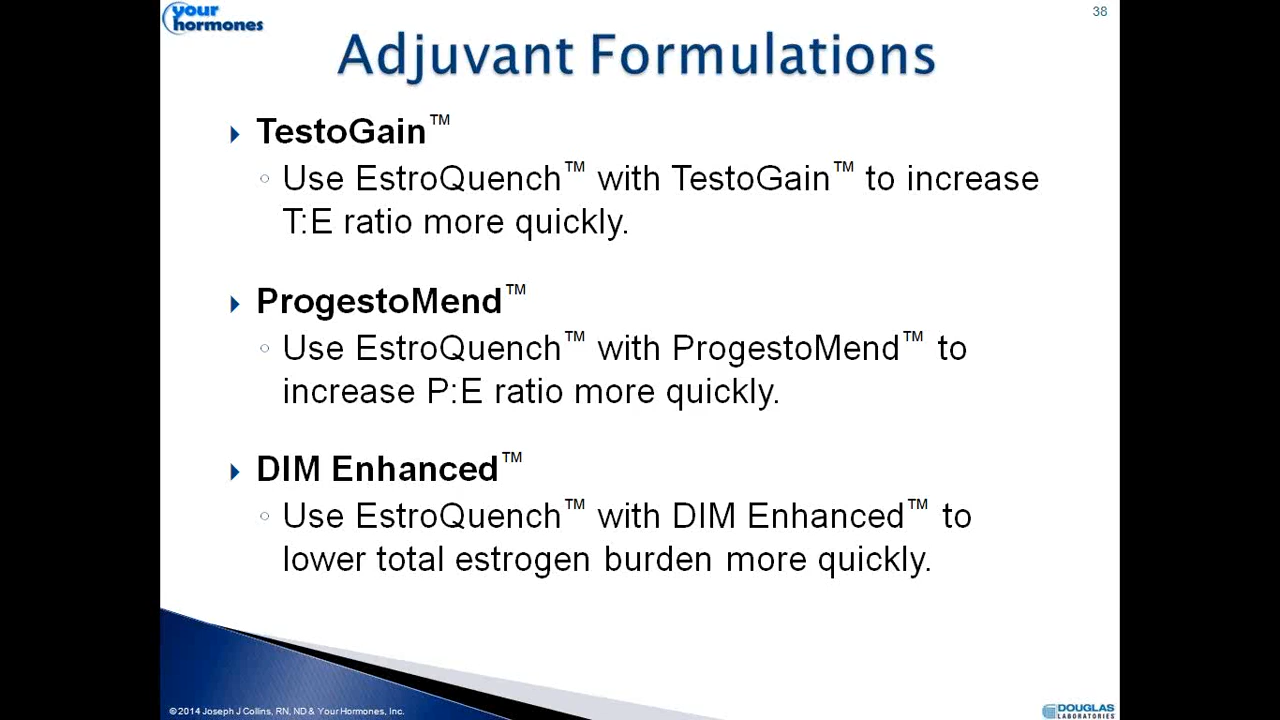 your
hormones
38
Adjuvant Formulations
TestoGain™
Use EstroQuench™ with TestoGain™ to increase
T:E ratio more quickly.
ProgestoMend™
Use EstroQuench™ with ProgestoMend™ to
increase P:E ratio more quickly.
DIM Enhanced™
Use EstroQuench™ with DIM Enhanced™ to
lower total estrogen burden more quickly.
© 2014 Joseph J Collins, RN, ND & Your Hormones, Inc.
DOUGLAS
LABORATORIES